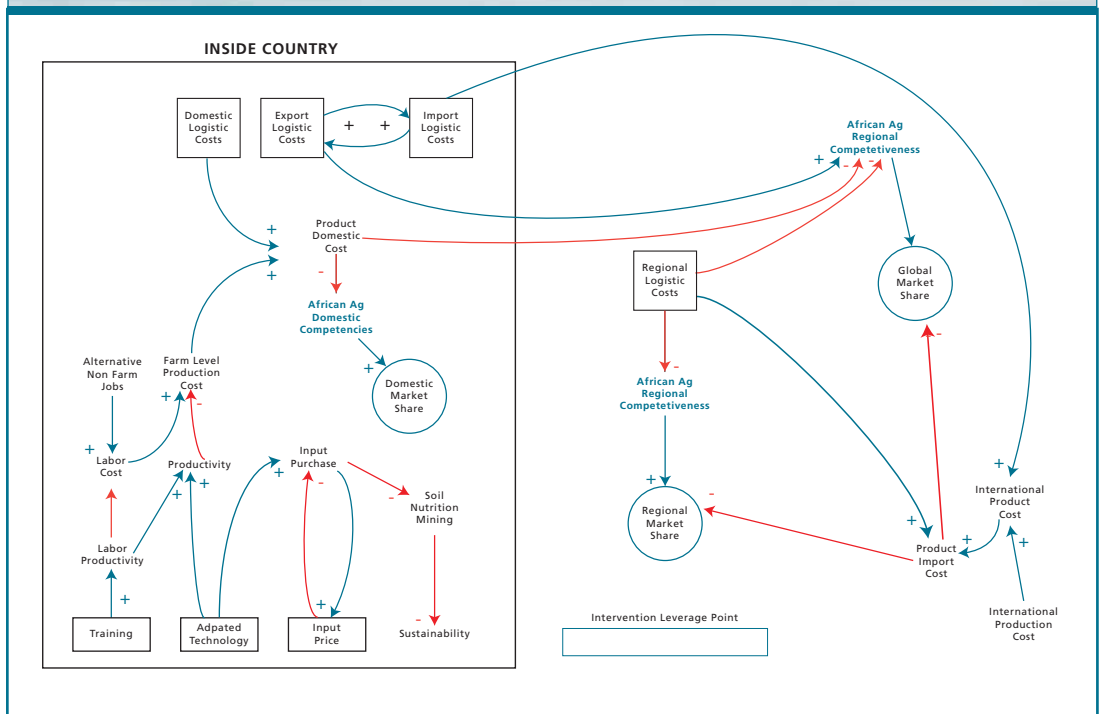 INSIDE COUNTRY
Domestic
Logistic
Costs
Export
Logistic
Costs
+ +
Import
Logistic
Costs
African Ag
Regional
Competetiveness
+ - -
Product
Domestic
Cost
+
+
-
African Ag
Domestic
Competencies
+
Domestic
Market
Share
Regional
Logistic
Costs
-
African Ag
Regional
Competetiveness
+
Regional
Market
Share
-
Global
Market
Share
-
Alternative
Non Farm
Jobs
Farm Level
Production
Cost
+ -
+
Labor
Cost
Productivity
+ +
Input
Purchase
+ -
-
Soil
Nutrition
Mining
Labor
Productivity
+
+
-
Training
Adpated
Technology
Input
Price
Sustainability
+
International
Product
Cost
+
+
+
Product
Import
Cost
International
Production
Cost
Intervention Leverage Point